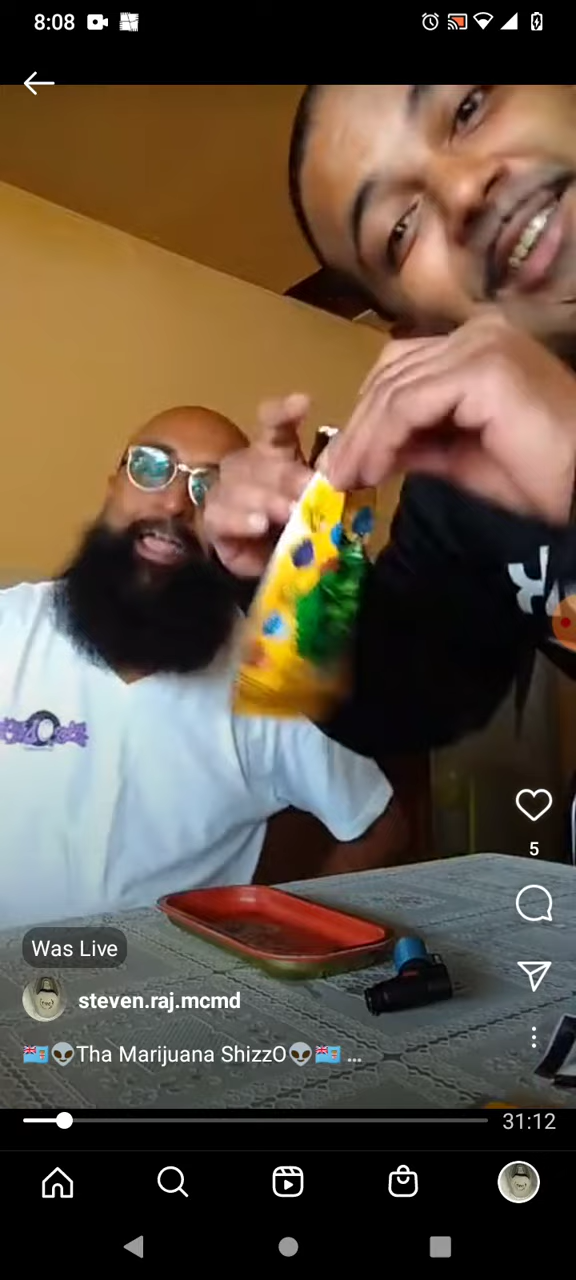 8:08
Was Live
5
steven.raj.mcmd
🇫🇯👽Tha Marijuana ShizzO👽🇫🇯 ...
31:12